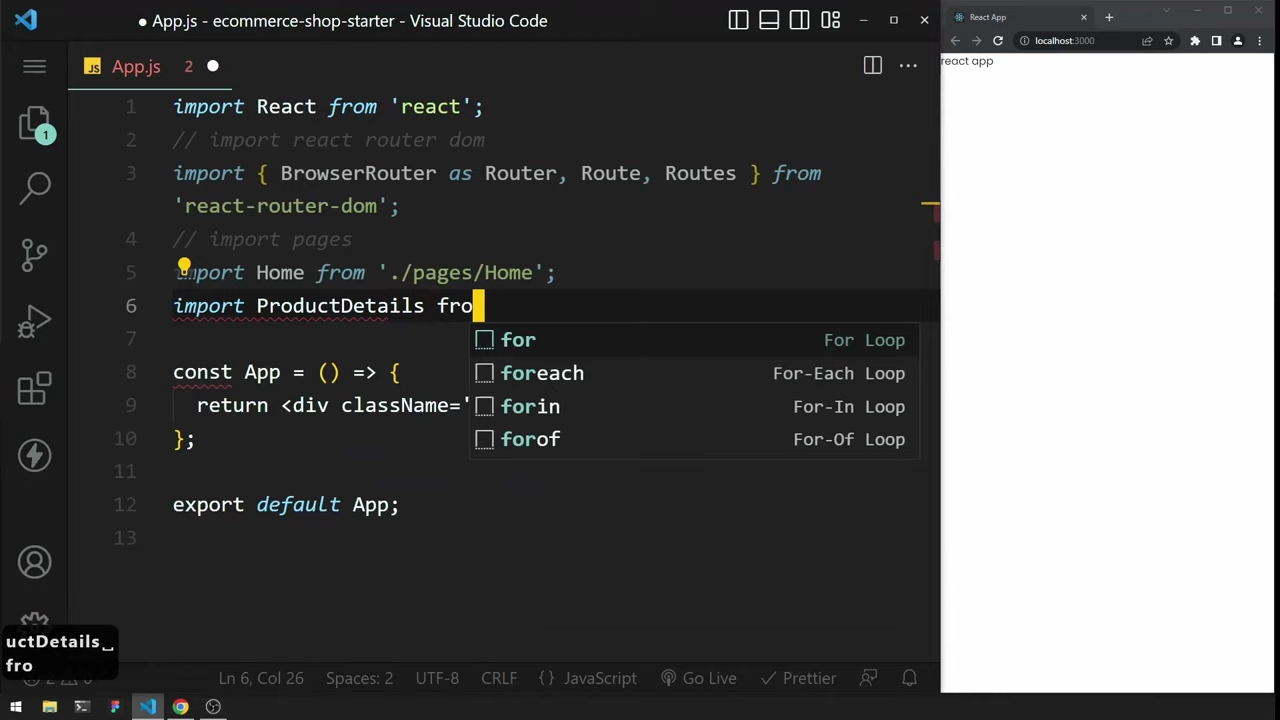 ● App.js - ecommerce-shop-starter - Visual Studio Code
React App
localhost:3000
react app
JS App.js 2
1 import React from 'react';
2 // import react router dom
3 import { BrowserRouter as Router, Route, Routes } from
'react-router-dom';
4 // import pages
5 import Home from './pages/Home';
6 import ProductDetails fro
for For Loop
foreach For-Each Loop
forin For-In Loop
forof For-Of Loop
7
8 const App = () => {
9 return <div className='
10 };
11
12 export default App;
13
1
uctDetails␣
fro
Ln 6, Col 26 Spaces: 2 UTF-8 CRLF {} JavaScript Go Live ✓ Prettier